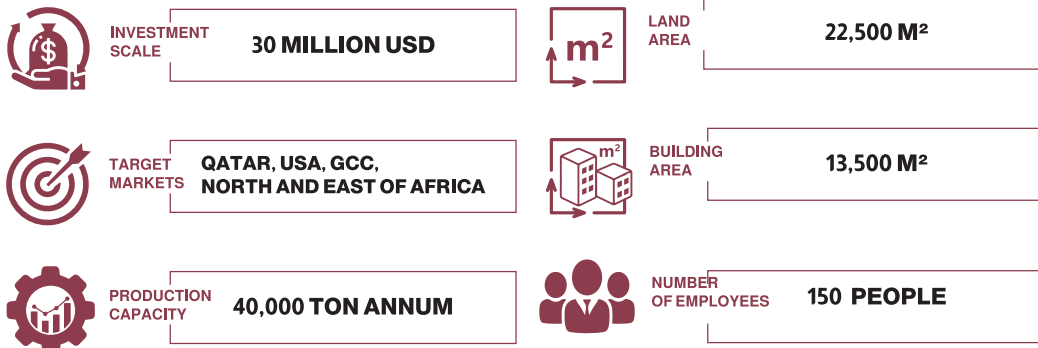 INVESTMENT
SCALE
$
30 MILLION USD
LAND
AREA
m²
22,500 M²
TARGET
MARKETS
QATAR, USA, GCC,
NORTH AND EAST OF AFRICA
BUILDING
AREA
m²
13,500 M²
PRODUCTION
CAPACITY
40,000 TON ANNUM
NUMBER
OF EMPLOYEES
150 PEOPLE